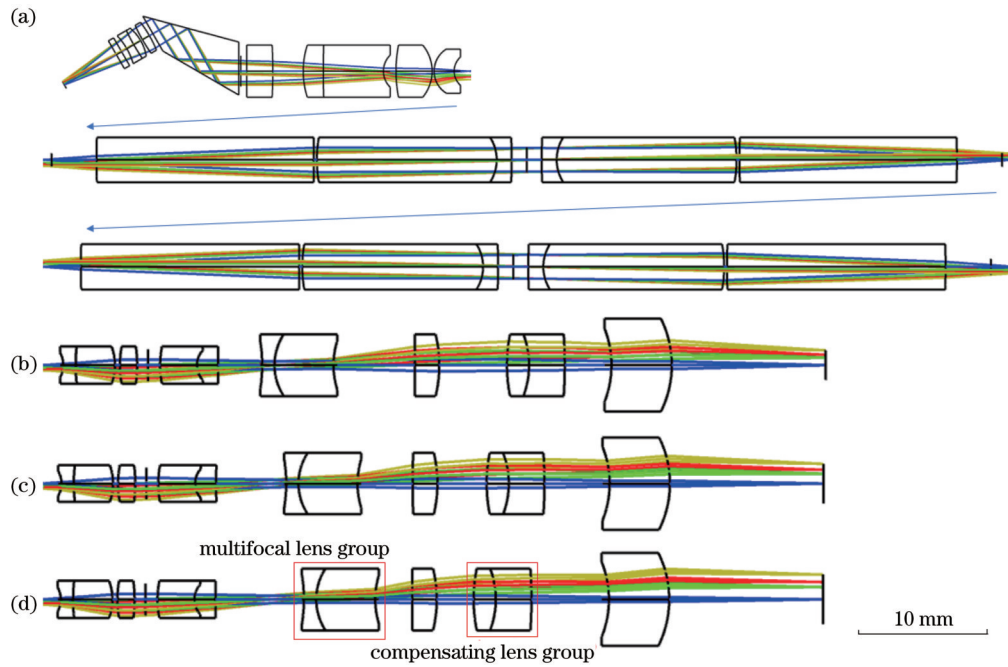 (a)
(b)
(c)
multifocal lens group
(d)
10 mm
compensating lens group